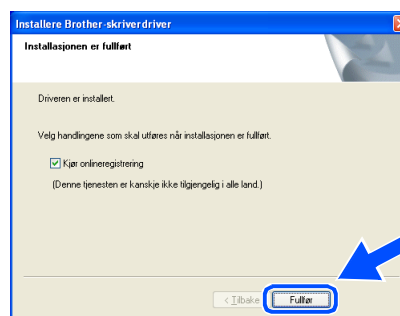 Installere Brother-skriverdriver
Installasjonen er fullført
Driveren er installert.
Velg handlingene som skal utføres når installasjonen er fullført.
Kjør onlineregistrering
(Denne tjenesten er kanskje ikke tilgjengelig i alle land.)
< Tilbake
Fullfør